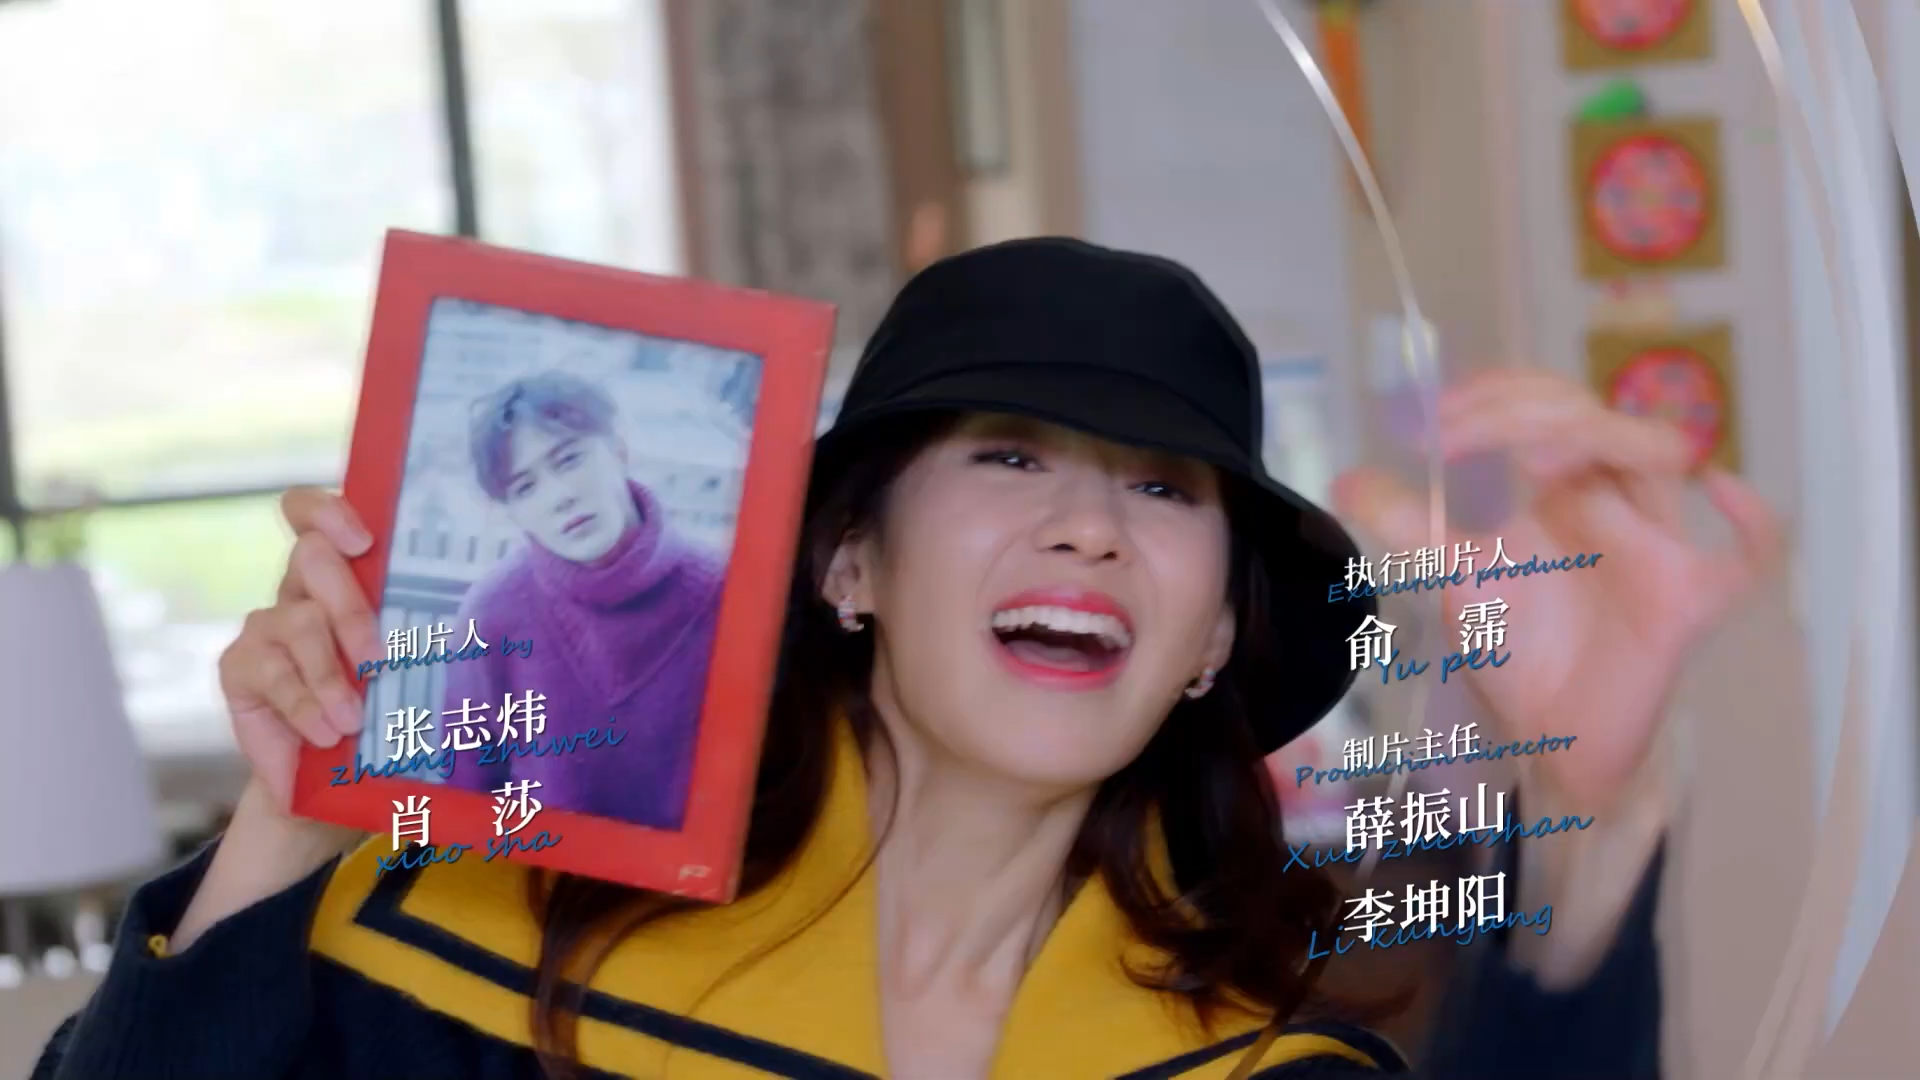 制片人
produced by
张志炜
zhang zhiwei
肖 莎
xiao sha
执行制片人
Executive producer
俞 霈
Yu pei
制片主任
Production director
薛振山
Xue zhenshan
李坤阳
Li kunyang